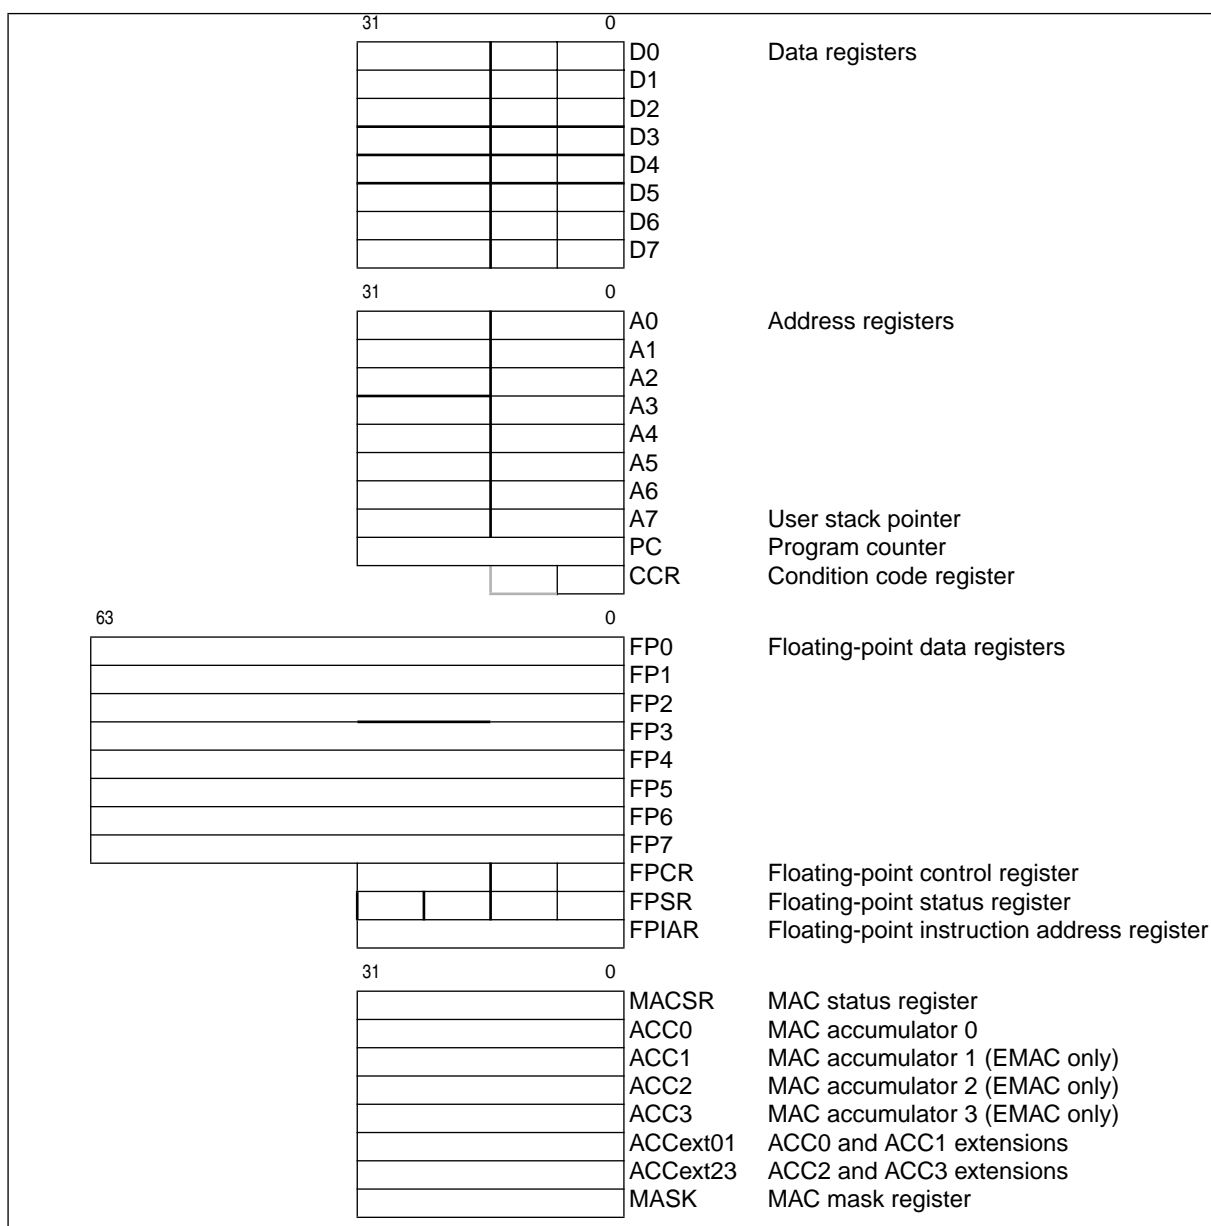 31 0
D0 Data registers
D1
D2
D3
D4
D5
D6
D7
31 0
A0 Address registers
A1
A2
A3
A4
A5
A6
A7 User stack pointer
PC Program counter
CCR Condition code register
63 0
FP0 Floating-point data registers
FP1
FP2
FP3
FP4
FP5
FP6
FP7
FPCR Floating-point control register
FPSR Floating-point status register
FPIAR Floating-point instruction address register
31 0
MACSR MAC status register
ACC0 MAC accumulator 0
ACC1 MAC accumulator 1 (EMAC only)
ACC2 MAC accumulator 2 (EMAC only)
ACC3 MAC accumulator 3 (EMAC only)
ACCext01 ACC0 and ACC1 extensions
ACCext23 ACC2 and ACC3 extensions
MASK MAC mask register